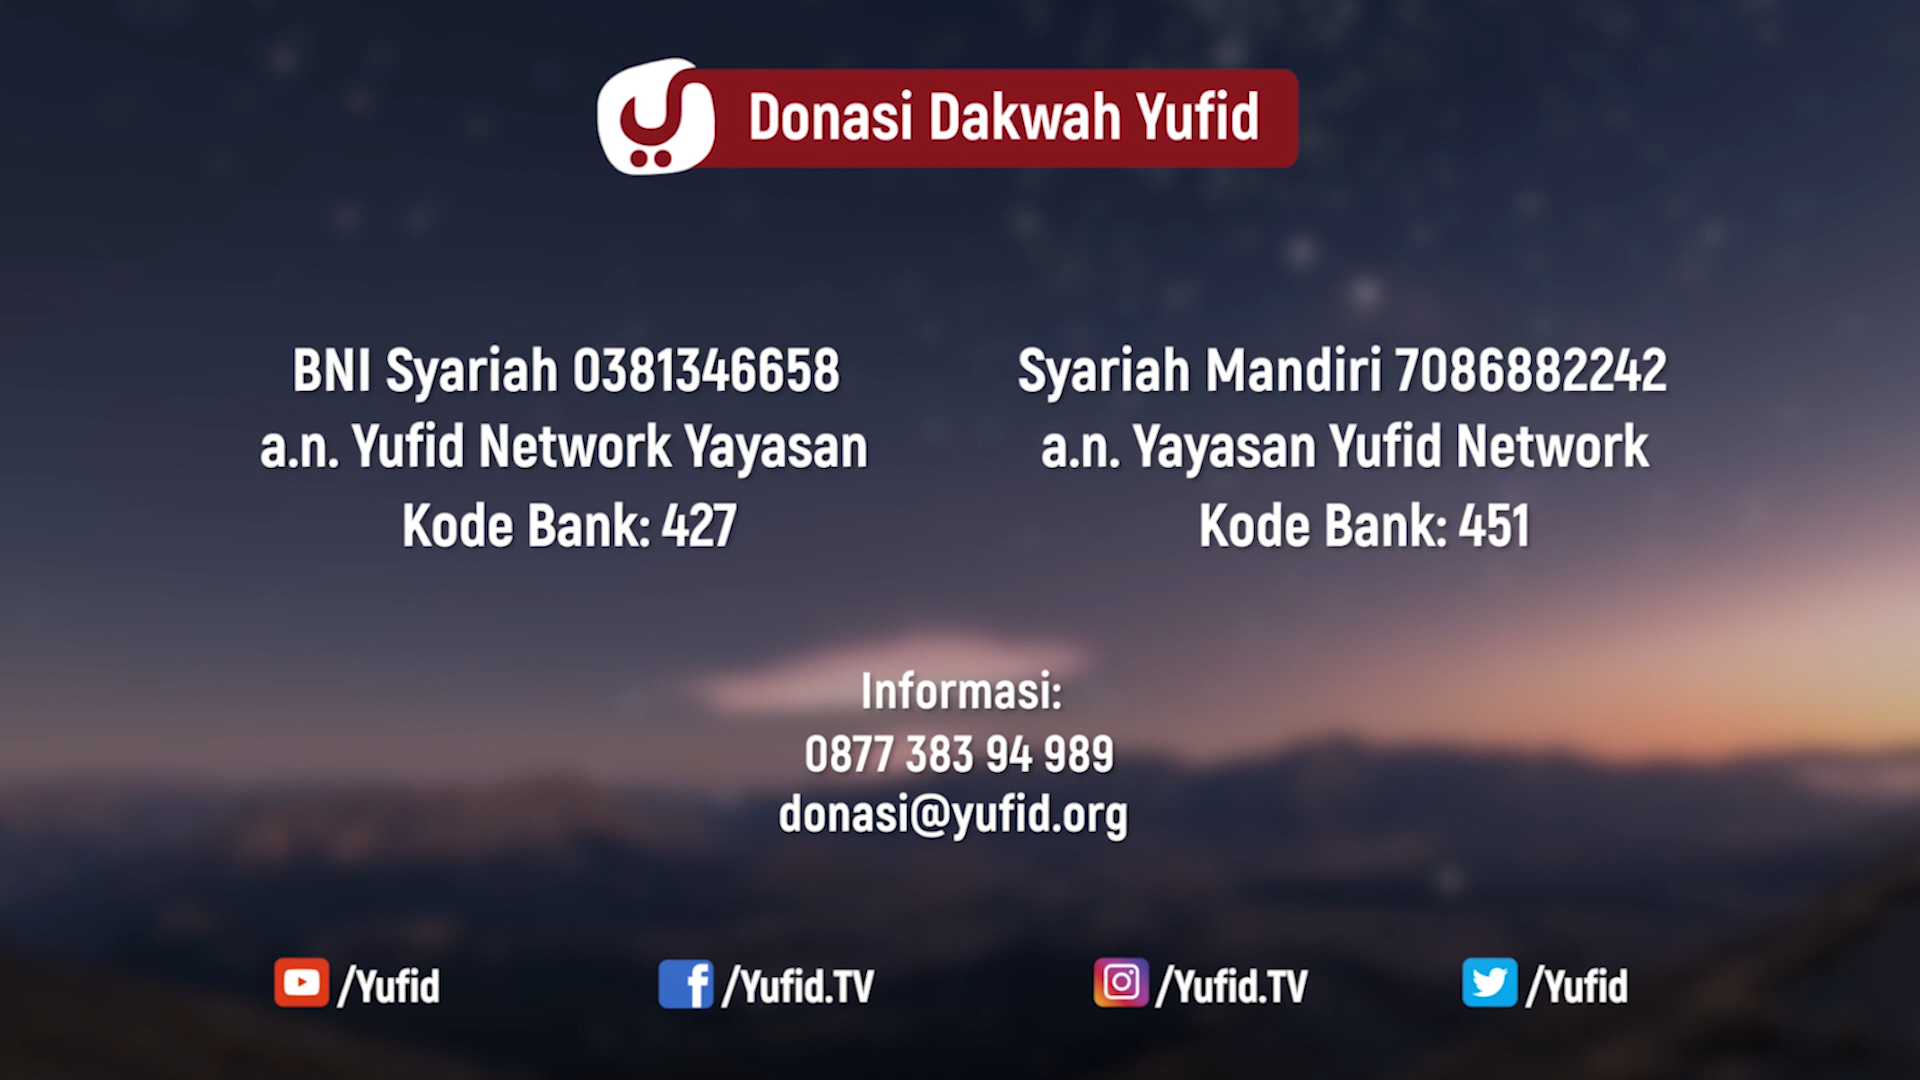 Donasi Dakwah Yufid
BNI Syariah 0381346658
a.n. Yufid Network Yayasan
Kode Bank: 427
Syariah Mandiri 7086882242
a.n. Yayasan Yufid Network
Kode Bank: 451
Informasi:
0877 383 94 989
donasi@yufid.org
/Yufid
/Yufid.TV
/Yufid.TV
/Yufid